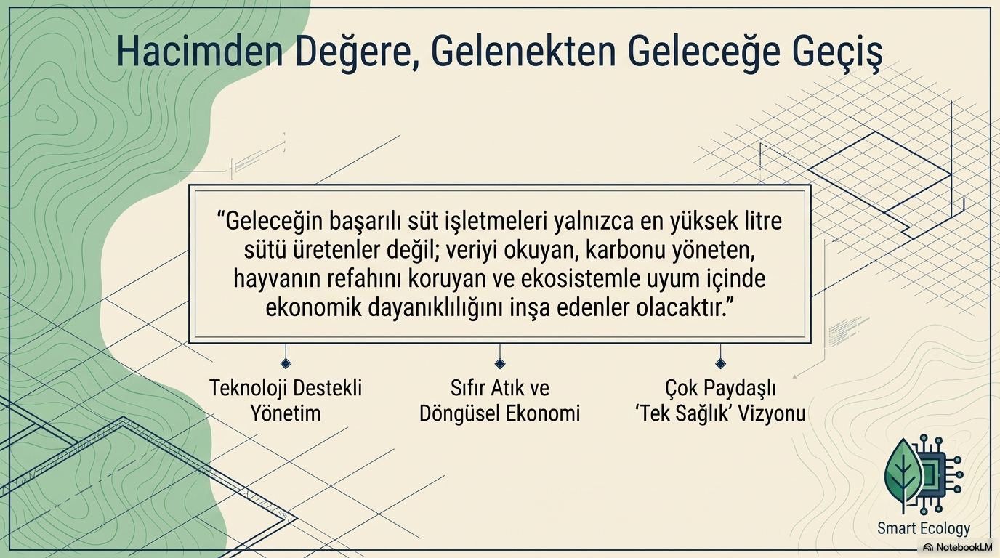 Hacimden Değere, Gelenekten Geleceğe Geçiş
“Geleceğin başarılı süt işletmeleri yalnızca en yüksek litre
sütü üretenler değil; veriyi okuyan, karbonu yöneten,
hayvanın refahını koruyan ve ekosistemle uyum içinde
ekonomik dayanıklılığını inşa edenler olacaktır.”
Teknoloji Destekli
Yönetim
Sıfır Atık ve
Döngüsel Ekonomi
Çok Paydaşlı
‘Tek Sağlık’ Vizyonu
Smart Ecology
NotebookLM